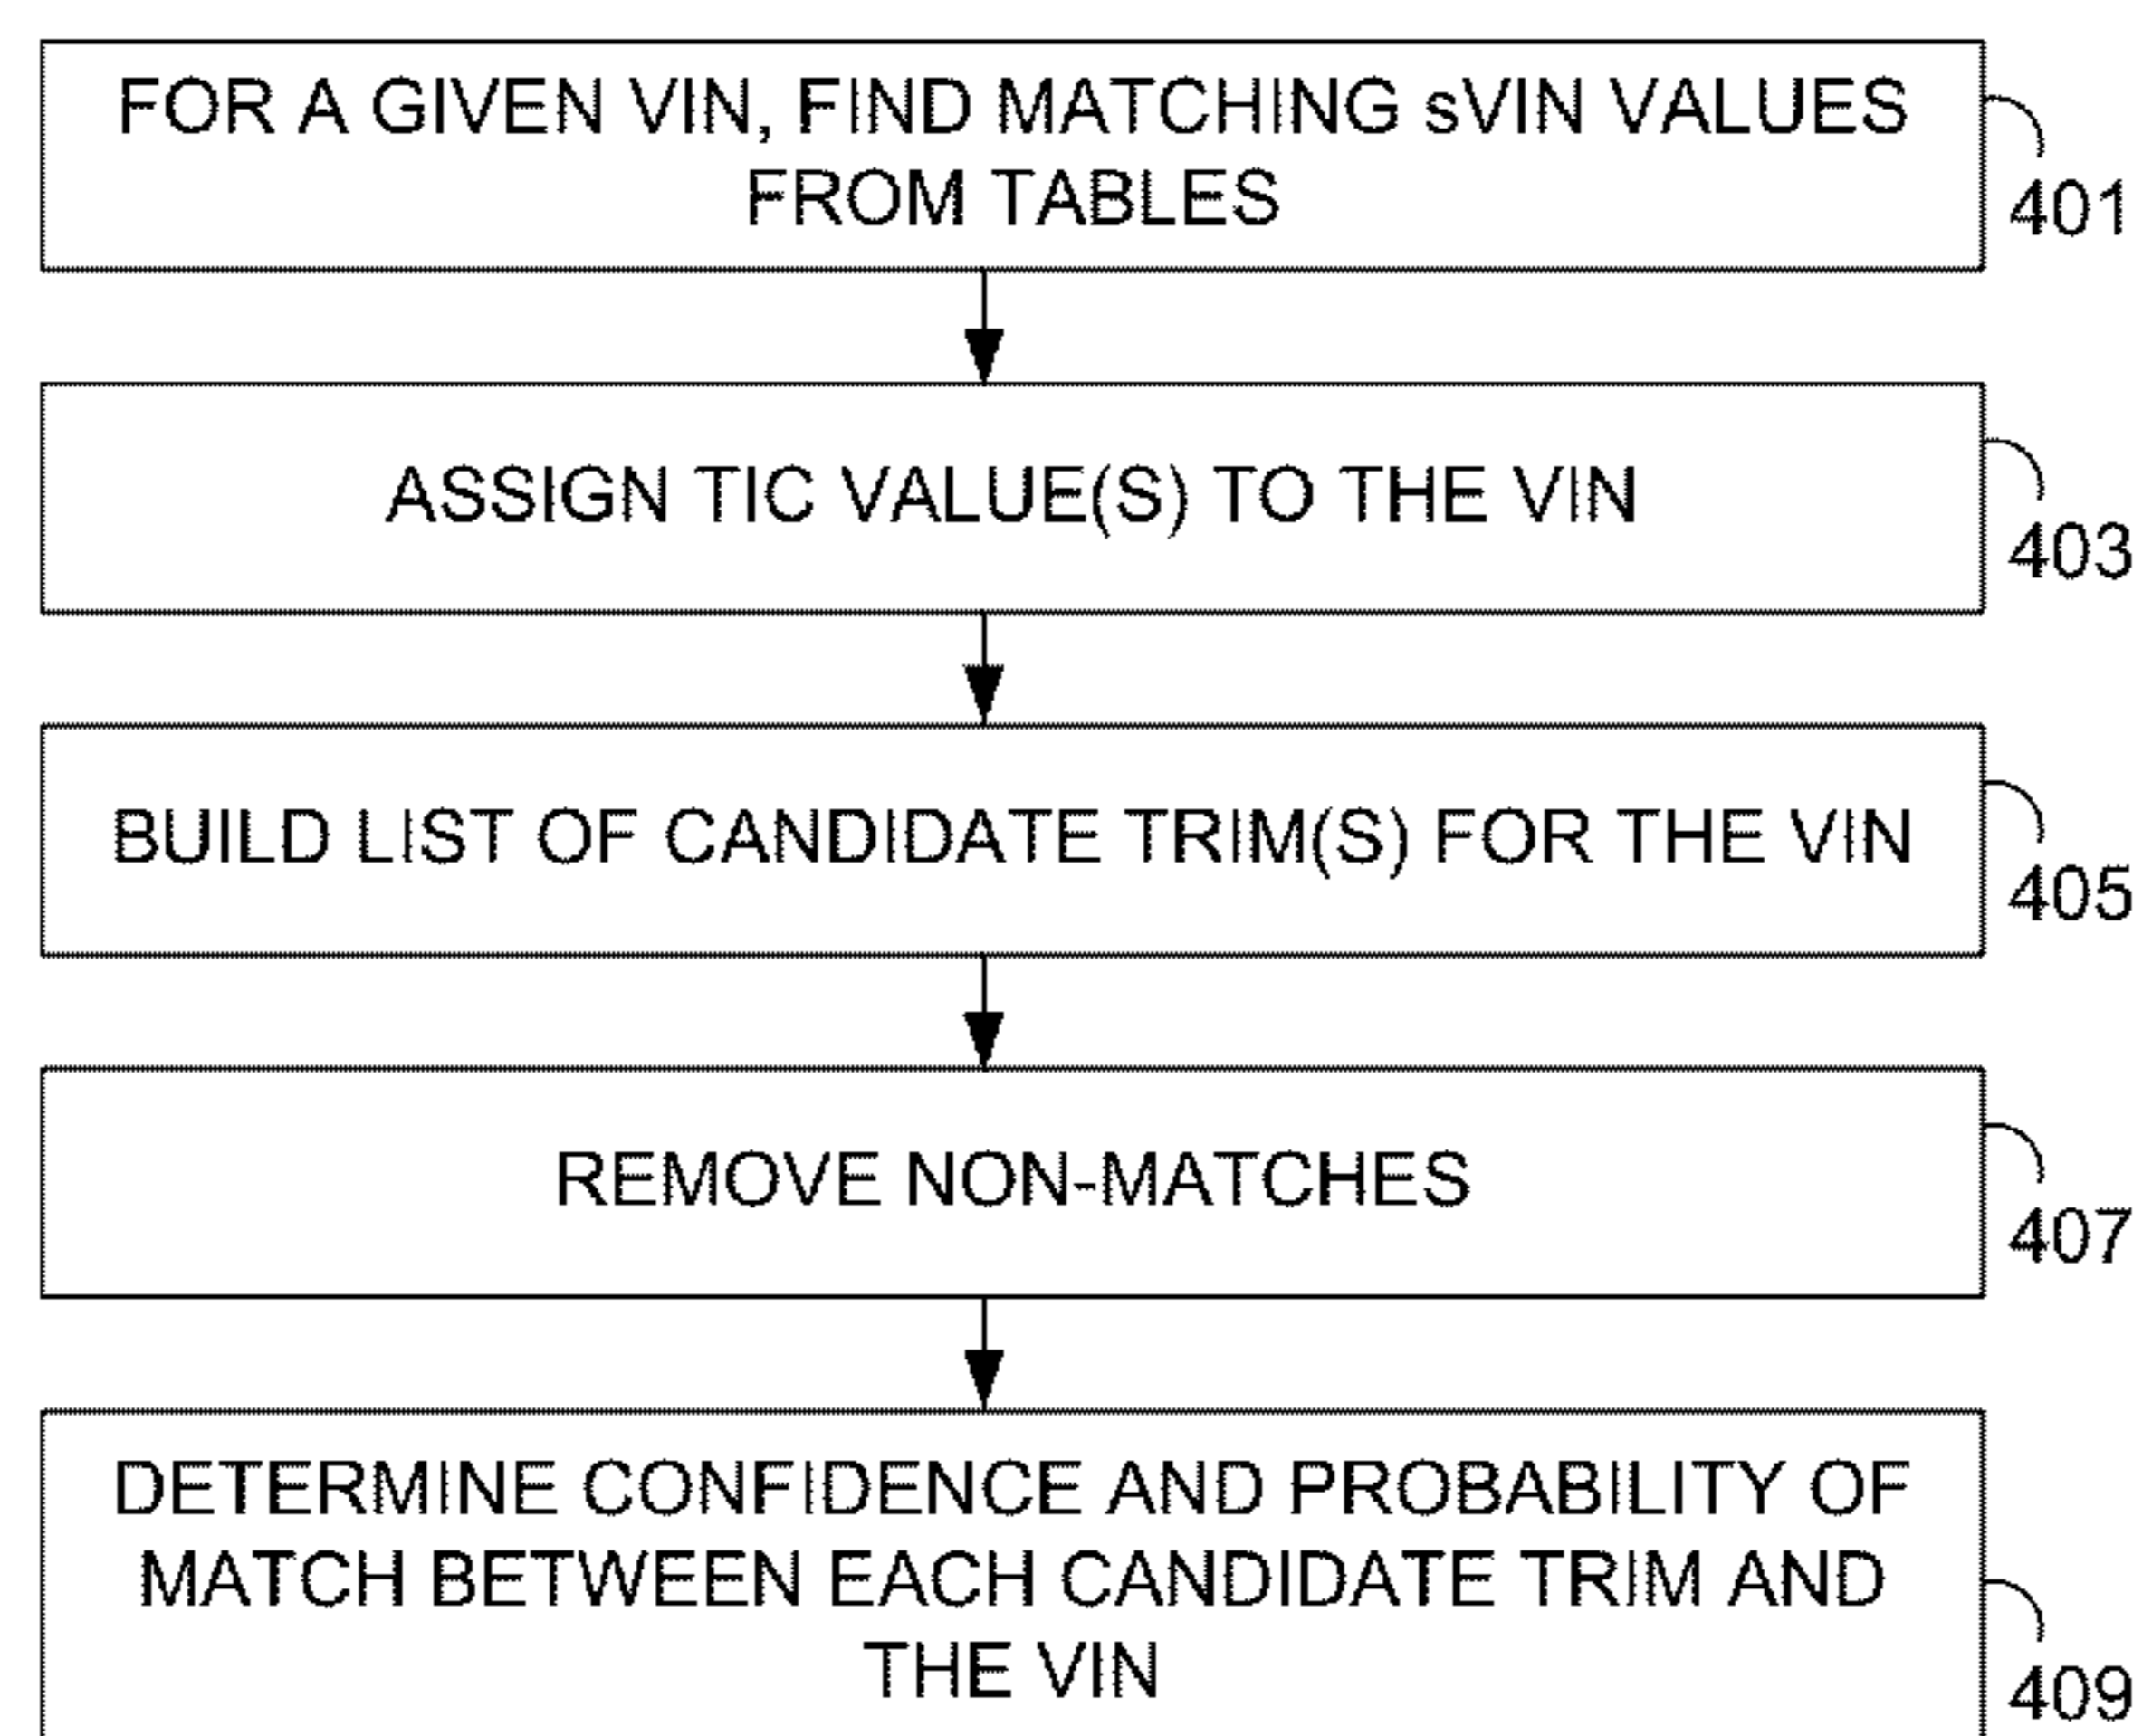 FOR A GIVEN VIN, FIND MATCHING sVIN VALUES
FROM TABLES
401
ASSIGN TIC VALUE(S) TO THE VIN
403
BUILD LIST OF CANDIDATE TRIM(S) FOR THE VIN
405
REMOVE NON-MATCHES
407
DETERMINE CONFIDENCE AND PROBABILITY OF
MATCH BETWEEN EACH CANDIDATE TRIM AND
THE VIN
409